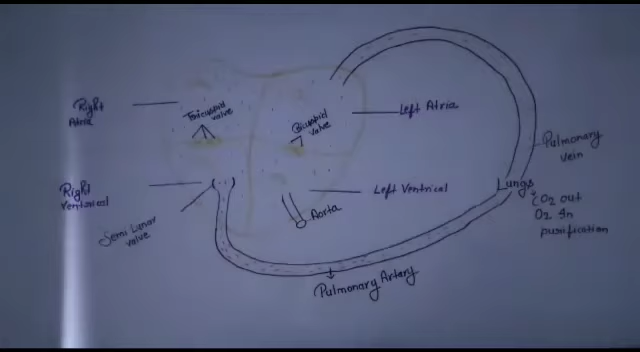 Right
Atria
Tricuspid
valve
Bicuspid
valve
Left Atria
Pulmonary
vein
Right
Left Ventrical
Lungs
CO2 out
O2 In
purification
Aorta
Semi Lunar
valve
Pulmonary Artery